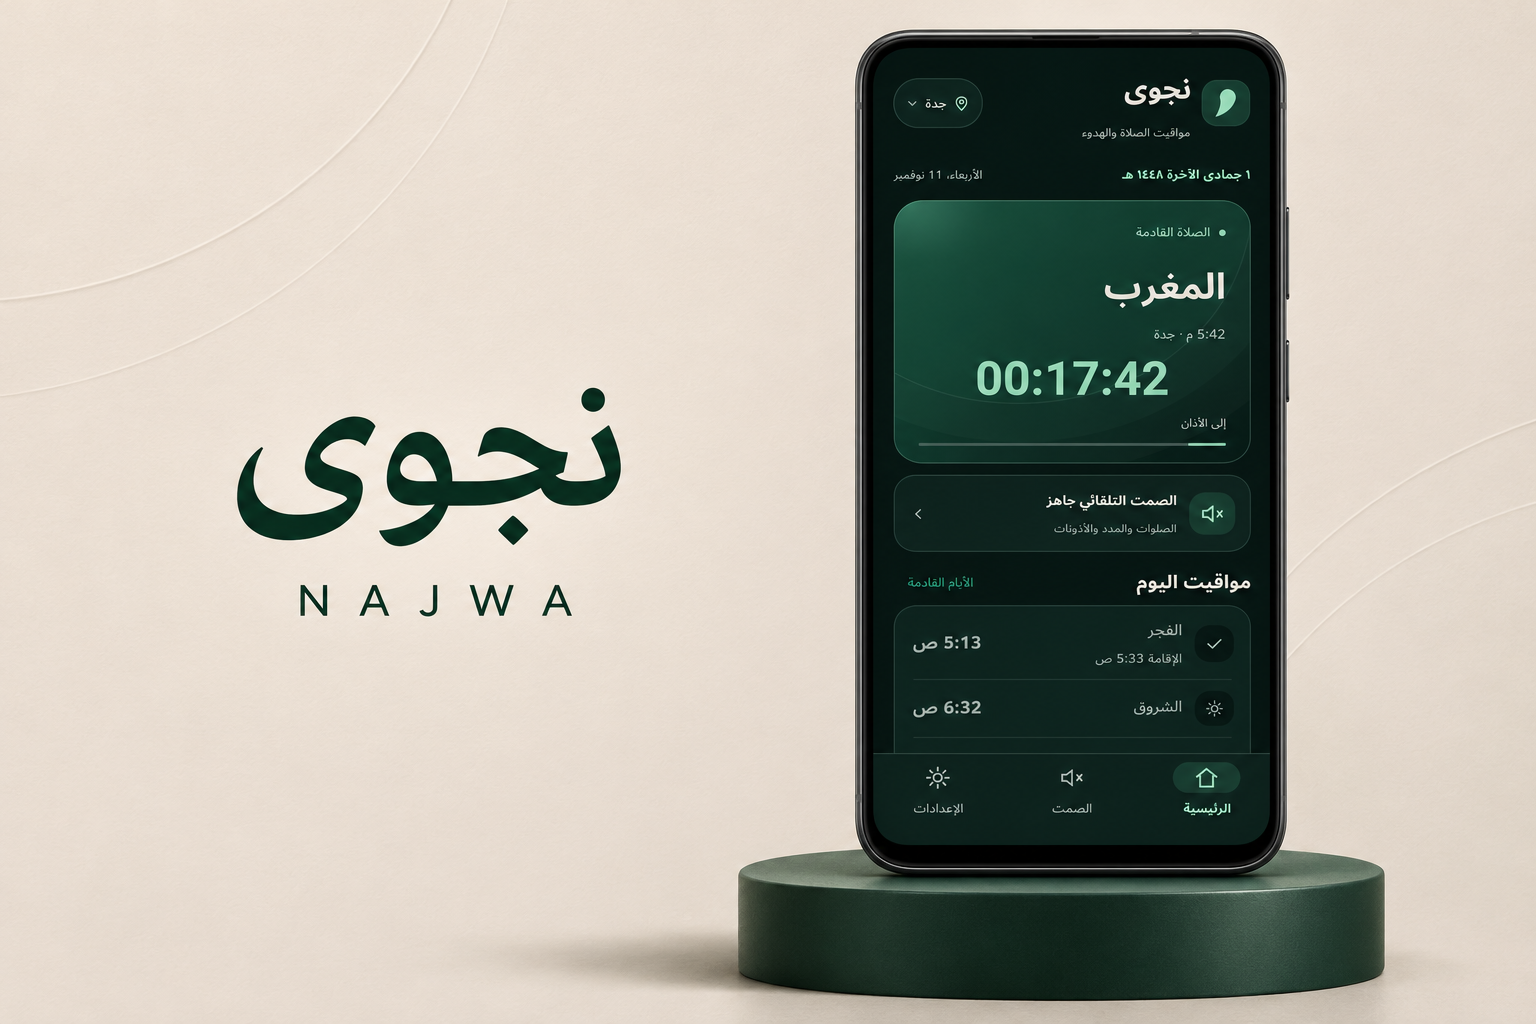 نجوى
NAJWA
نجوى
مواقيت الصلاة والهدوء
جدة
١ جمادى الآخرة ١٤٤٨ هـ
الأربعاء، 11 نوفمبر
الصلاة القادمة
المغرب
5:42 م · جدة
00:17:42
إلى الأذان
الصمت التلقائي جاهز
الصلوات والمدد والأذونات
مواقيت اليوم
الأيام القادمة
الفجر
5:13 ص
الإقامة 5:33 ص
الشروق
6:32 ص
الرئيسية
الصمت
الإعدادات